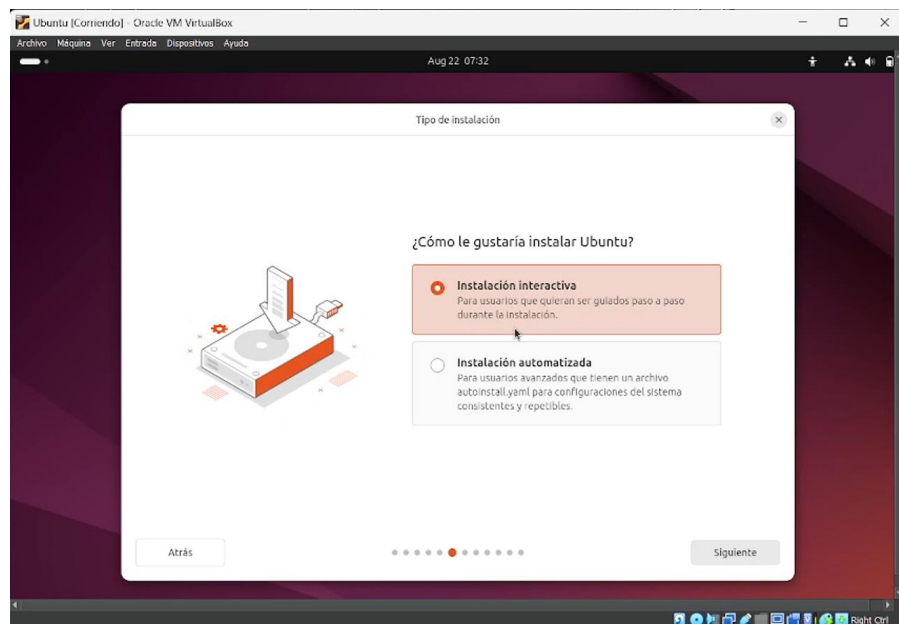 Ubuntu [Corriendo] - Oracle VM VirtualBox
Archivo Máquina Ver Entrada Dispositivos Ayuda
Aug 22 07:32
Tipo de instalación
¿Cómo le gustaría instalar Ubuntu?
Instalación interactiva
Para usuarios que quieran ser guiados paso a paso
durante la instalación.
Instalación automatizada
Para usuarios avanzados que tienen un archivo
autoinstall.yaml para configuraciones del sistema
consistentes y repetibles.
Atrás
Siguiente
Right Ctrl